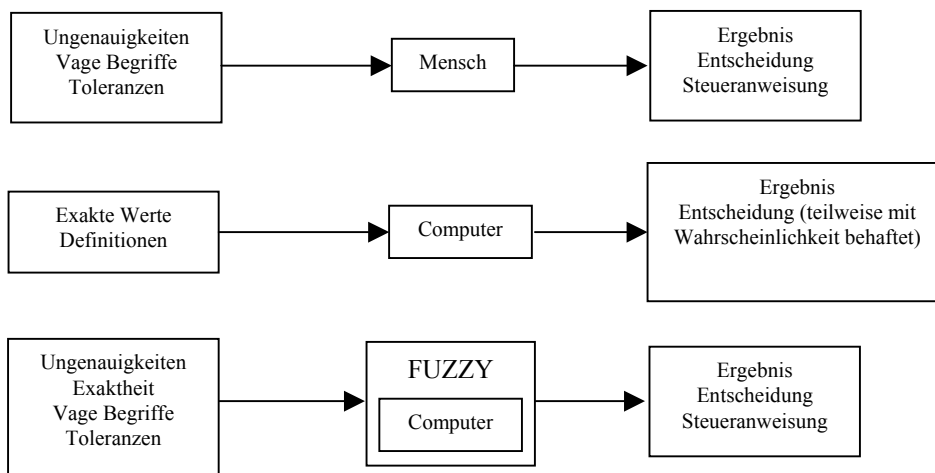 Ungenauigkeiten
Vage Begriffe
Toleranzen
Mensch
Ergebnis
Entscheidung
Steueranweisung
Exakte Werte
Definitionen
Computer
Ergebnis
Entscheidung (teilweise mit
Wahrscheinlichkeit behaftet)
Ungenauigkeiten
Exaktheit
Vage Begriffe
Toleranzen
FUZZY
Computer
Ergebnis
Entscheidung
Steueranweisung